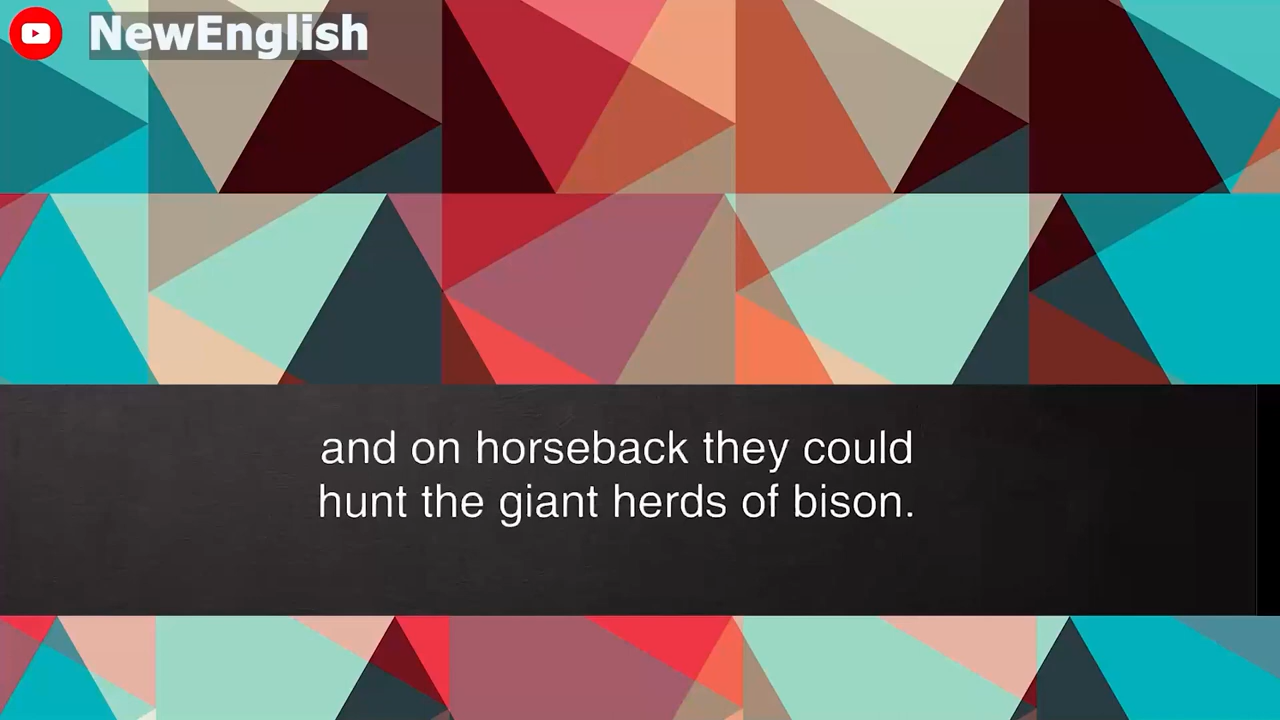 NewEnglish
and on horseback they could
hunt the giant herds of bison.